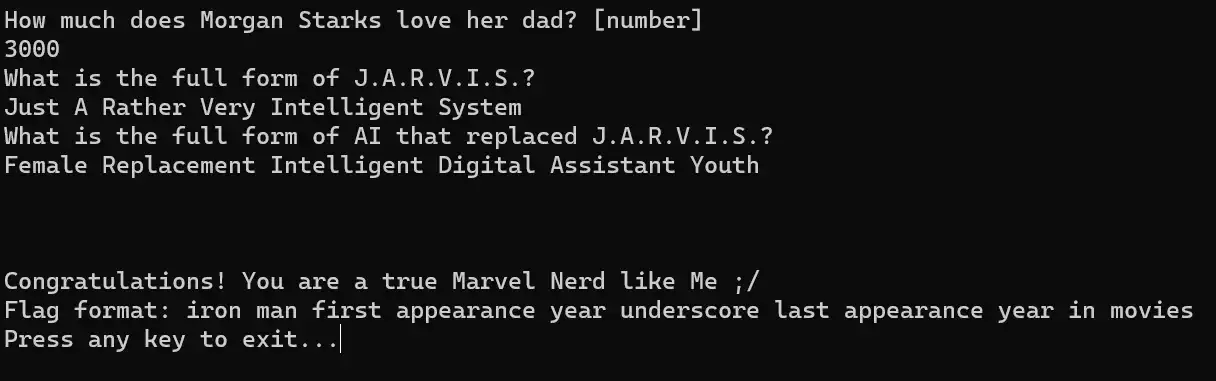 How much does Morgan Starks love her dad? [number]
3000
What is the full form of J.A.R.V.I.S.?
Just A Rather Very Intelligent System
What is the full form of AI that replaced J.A.R.V.I.S.?
Female Replacement Intelligent Digital Assistant Youth
Congratulations! You are a true Marvel Nerd like Me ;/
Flag format: iron man first appearance year underscore last appearance year in movies
Press any key to exit...